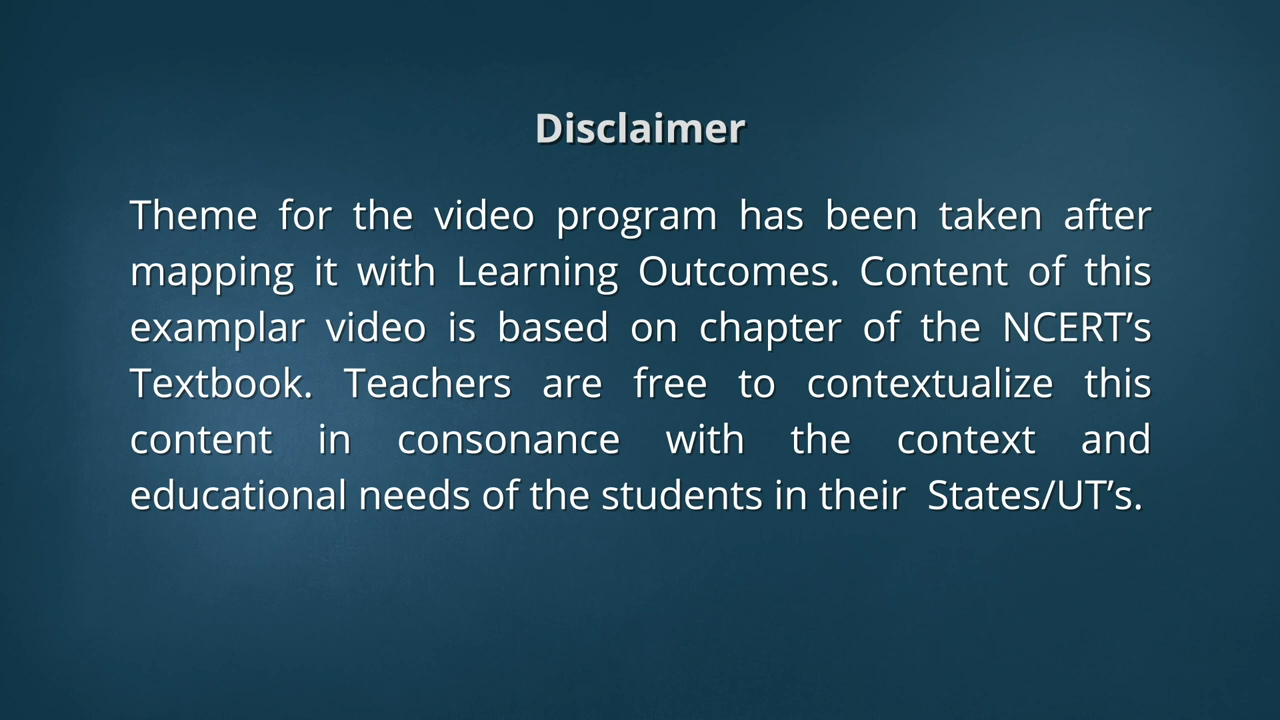 Disclaimer
Theme for the video program has been taken after
mapping it with Learning Outcomes. Content of this
examplar video is based on chapter of the NCERT’s
Textbook. Teachers are free to contextualize this
content in consonance with the context and
educational needs of the students in their States/UT’s.